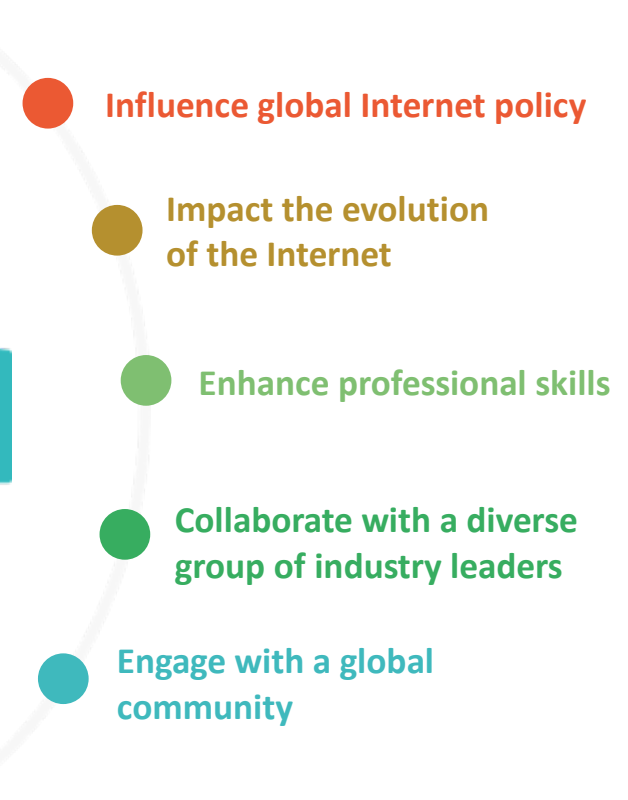 Influence global Internet policy
Impact the evolution
of the Internet
Enhance professional skills
Collaborate with a diverse
group of industry leaders
Engage with a global
community